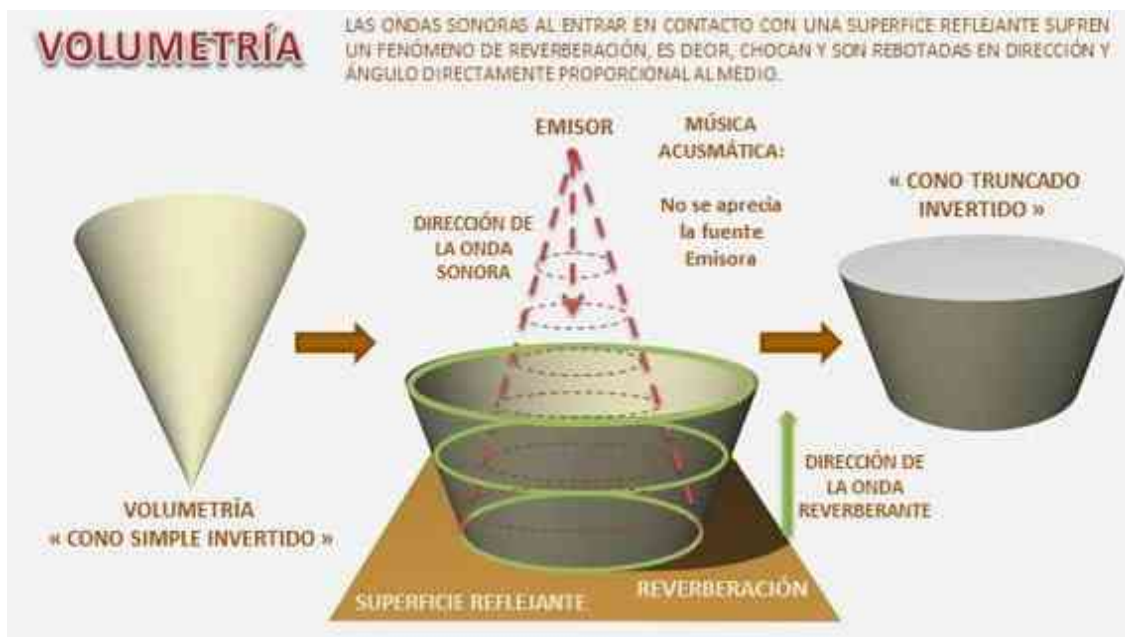 VOLUMETRÍA
LAS ONDAS SONORAS AL ENTRAR EN CONTACTO CON UNA SUPERFICE REFLEJANTE SUFREN
UN FENÓMENO DE REVERBERACIÓN, ES DECIR, CHOCAN Y SON REBOTADAS EN DIRECCIÓN Y
ÁNGULO DIRECTAMENTE PROPORCIONAL AL MEDIO.
EMISOR
MÚSICA
ACUSMÁTICA:
No se aprecia
la fuente
Emisora
DIRECCIÓN DE
LA ONDA
SONORA
« CONO TRUNCADO
INVERTIDO »
VOLUMETRÍA
« CONO SIMPLE INVERTIDO »
DIRECCIÓN DE
LA ONDA
REVERBERANTE
REVERBERACIÓN
SUPERFICIE REFLEJANTE